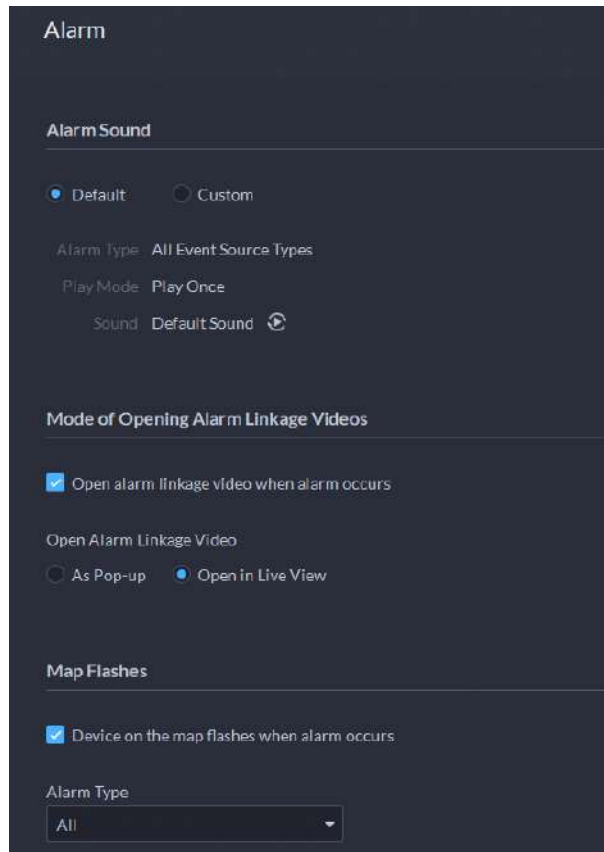 Alarm
Alarm Sound
Default Custom
Alarm Type All Event Source Types
Play Mode Play Once
Sound Default Sound
Mode of Opening Alarm Linkage Videos
Open alarm linkage video when alarm occurs
Open Alarm Linkage Video
As Pop-up Open in Live View
Map Flashes
Device on the map flashes when alarm occurs
Alarm Type
All